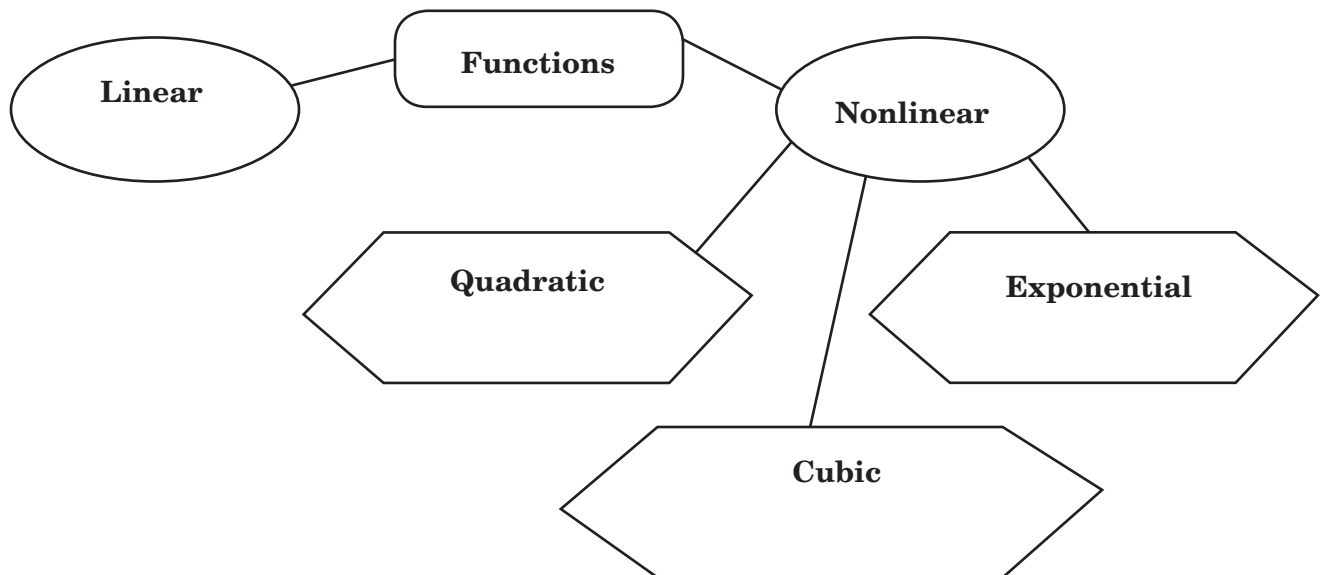 Functions
Linear
Nonlinear
Quadratic
Exponential
Cubic